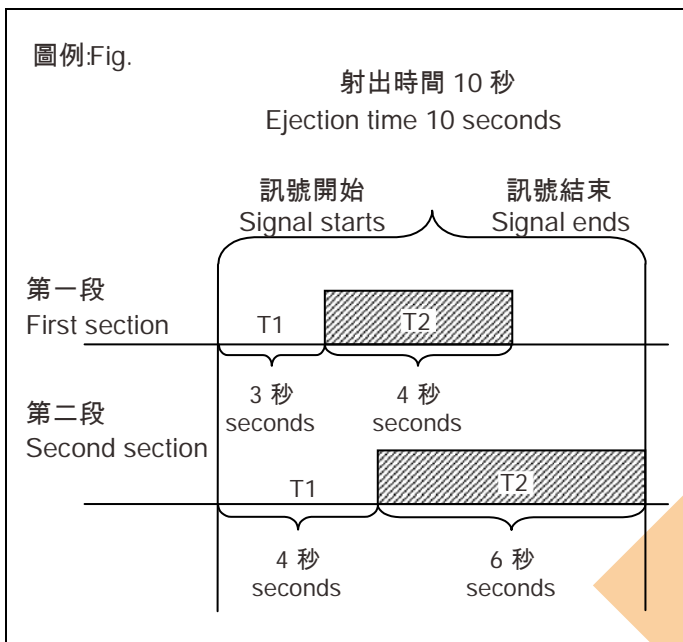 圖例:Fig.
射出時間 10 秒
Ejection time 10 seconds
訊號開始
Signal starts
訊號結束
Signal ends
第一段
First section
T1
T2
3 秒
seconds
4 秒
seconds
第二段
Second section
T1
T2
4 秒
seconds
6 秒
seconds